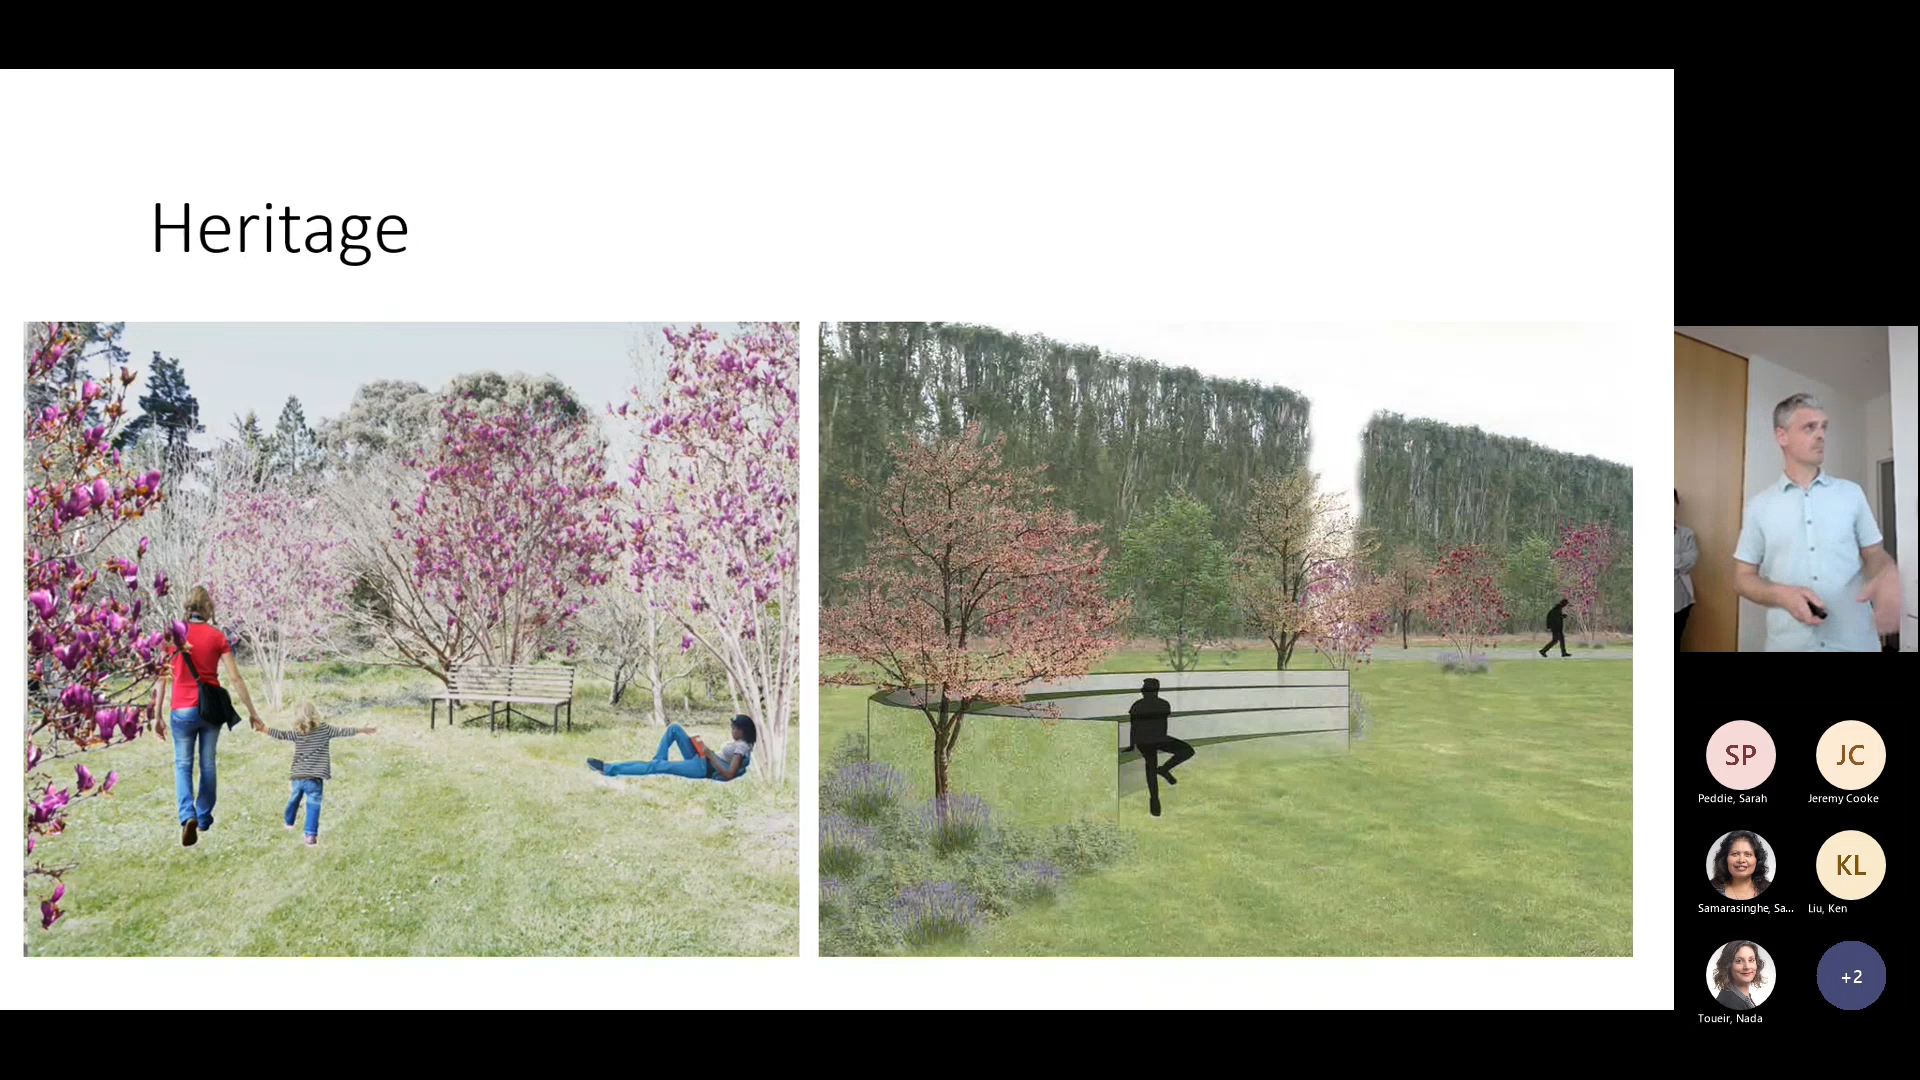 Heritage
SP
JC
Peddie, Sarah
Jeremy Cooke
KL
Samarasinghe, Sa...
Liu, Ken
+2
Toueir, Nada